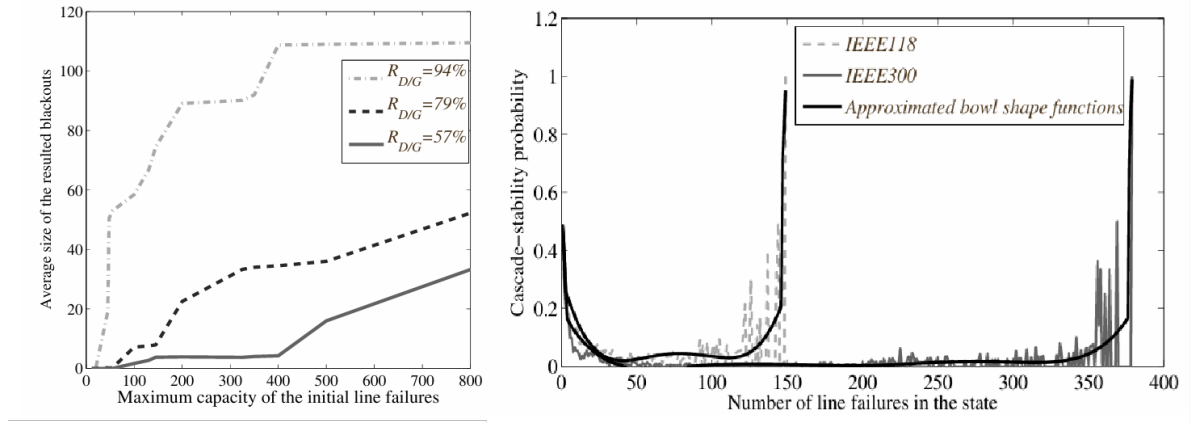 120
100
80
60
40
20
0
0 100 200 300 400 500 600 700 800
Average size of the resulted blackouts
Maximum capacity of the initial line failures
R_D/G=94%
R_D/G=79%
R_D/G=57%
1.2
1
0.8
0.6
0.4
0.2
0
0 50 100 150 200 250 300 350 400
Cascade−stability probability
Number of line failures in the state
IEEE118
IEEE300
Approximated bowl shape functions